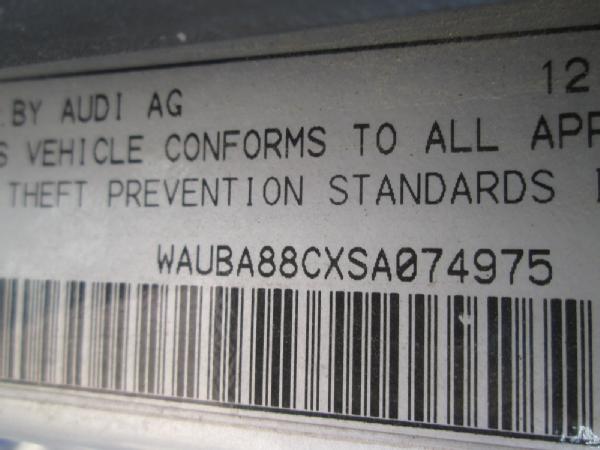 BY AUDI AG 12
VEHICLE CONFORMS TO ALL
THEFT PREVENTION STANDARDS
WAUBA88CXSA074975